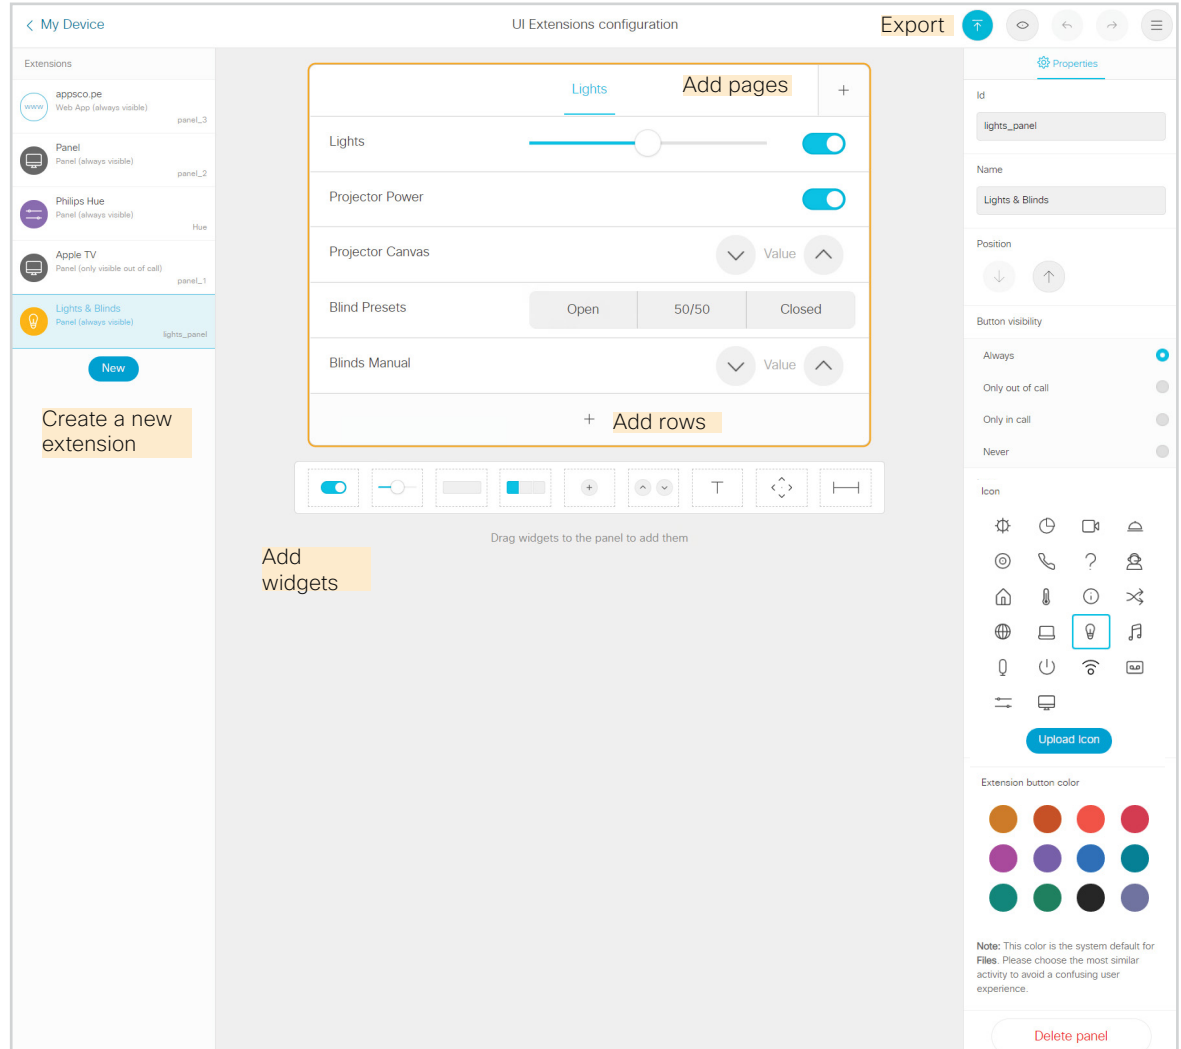 My Device
UI Extensions configuration
Export
Extensions
appsco.pe
www
Web App (always visible)
panel_3
Panel
Panel (always visible)
panel_2
Philips Hue
Panel (always visible)
Hue
Apple TV
Panel (only visible out of call)
panel_1
Lights & Blinds
Panel (always visible)
lights_panel
New
Create a new
extension
Lights
Add pages
+
Lights
Projector Power
Projector Canvas
Value
Blind Presets
Open
50/50
Closed
Blinds Manual
Value
+
Add rows
+
T
Drag widgets to the panel to add them
Add
widgets
Properties
Id
lights_panel
Name
Lights & Blinds
Position
Button visibility
Always
Only out of call
Only in call
Never
Icon
Upload Icon
Extension button color
Note: This color is the system default for
Files. Please choose the most similar
activity to avoid a confusing user
experience.
Delete panel